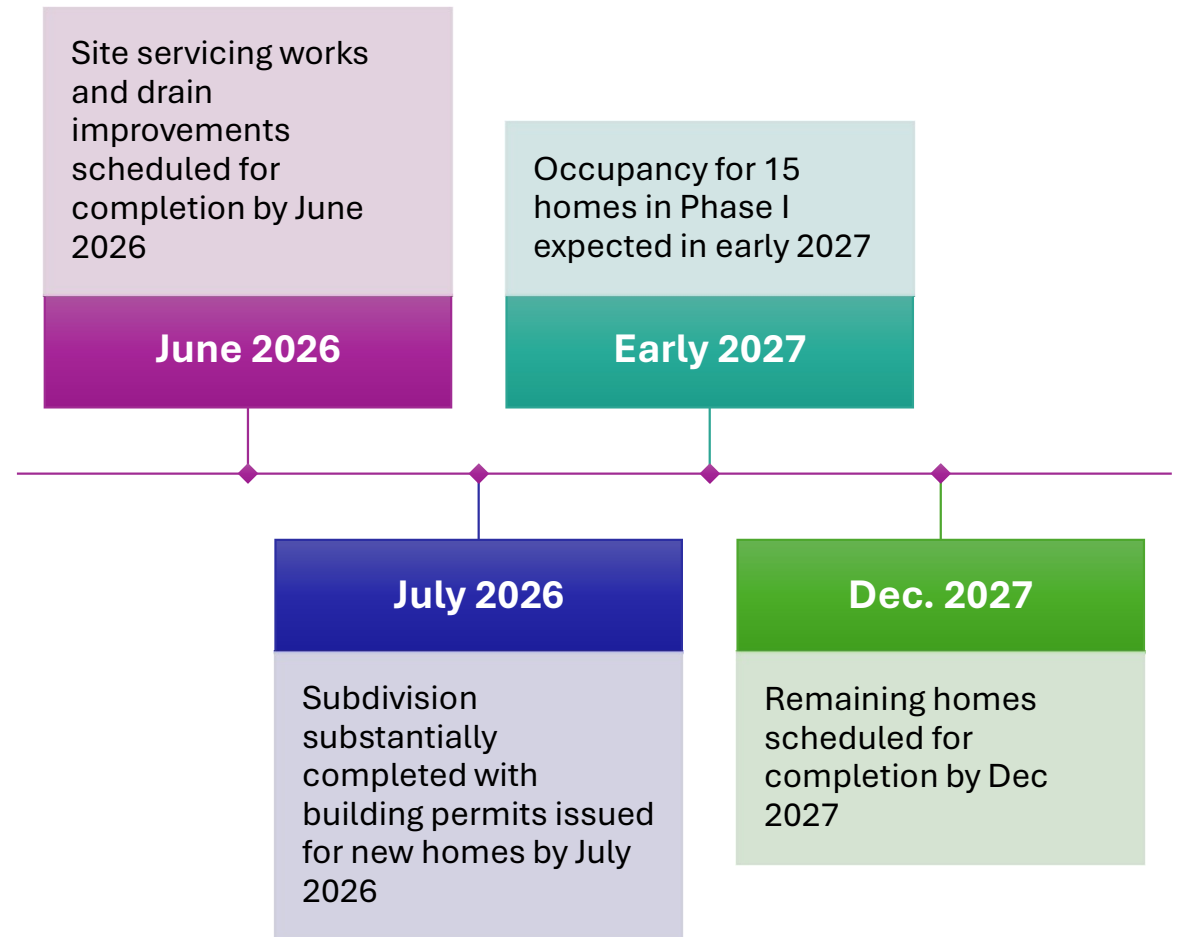 Site servicing works
and drain
improvements
scheduled for
completion by June
2026
June 2026
July 2026
Subdivision
substantially
completed with
building permits issued
for new homes by July
2026
Occupancy for 15
homes in Phase I
expected in early 2027
Early 2027
Dec. 2027
Remaining homes
scheduled for
completion by Dec
2027